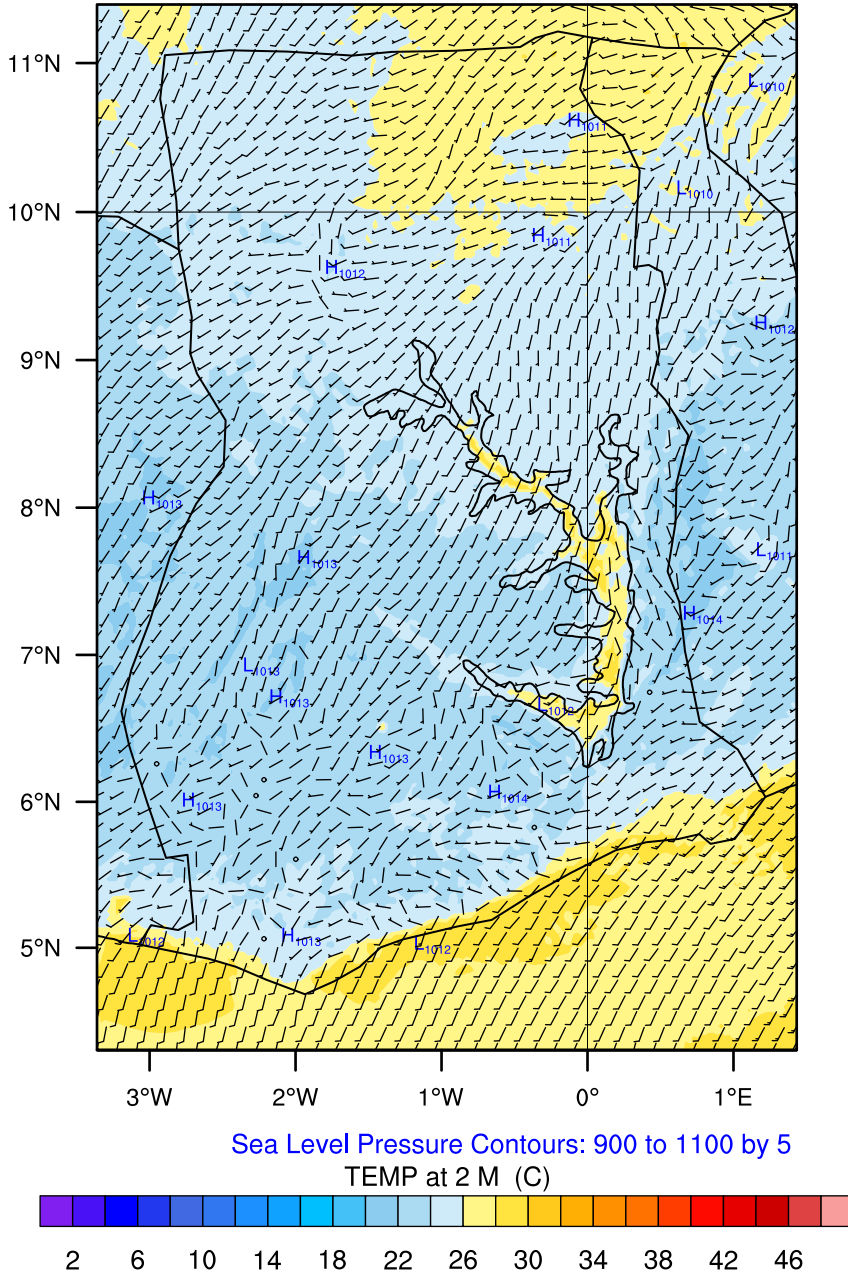 11°N
L1010
H1011
L1010
10°N
H1011
H1012
H1012
9°N
8°N
H1013
H1013
L1011
H1014
7°N
L1013
H1013
L1012
H1013
6°N
H1013
H1014
5°N
L1012
H1013
L1012
3°W 2°W 1°W 0° 1°E
Sea Level Pressure Contours: 900 to 1100 by 5
TEMP at 2 M (C)
2 6 10 14 18 22 26 30 34 38 42 46